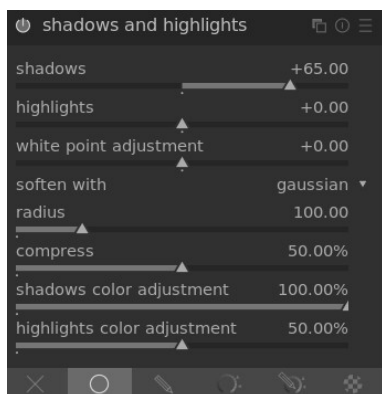 shadows and highlights
shadows +65.00
highlights +0.00
white point adjustment +0.00
soften with gaussian
radius 100.00
compress 50.00%
shadows color adjustment 100.00%
highlights color adjustment 50.00%